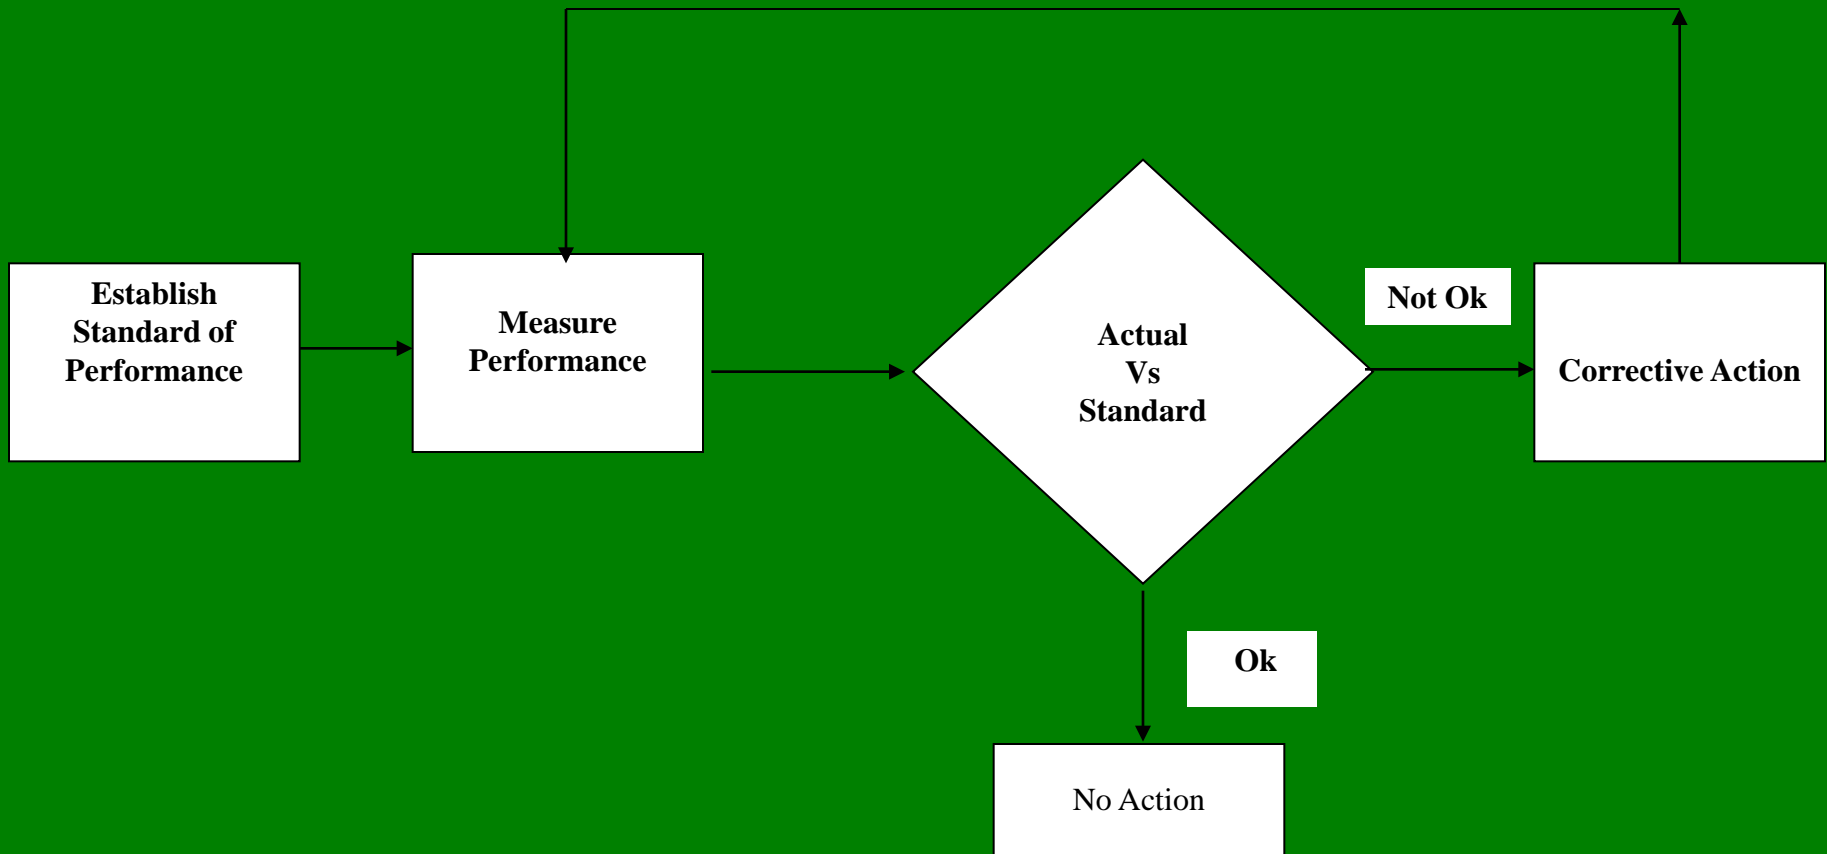 Establish
Standard of
Performance
Measure
Performance
Actual
Vs
Standard
Not Ok
Corrective Action
Ok
No Action